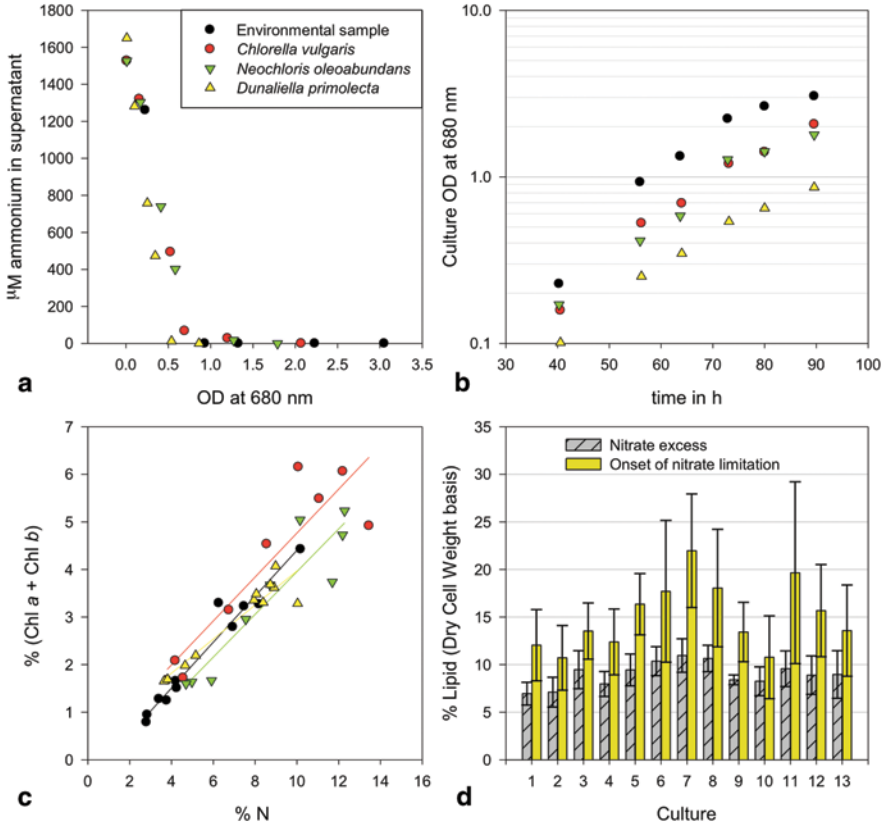 1800
1600
1400
1200
1000
800
600
400
200
0
µM ammonium in supernatant
Environmental sample
Chlorella vulgaris
Neochloris oleoabundans
Dunaliella primolecta
0.0 0.5 1.0 1.5 2.0 2.5 3.0 3.5
a
OD at 680 nm
10.0
1.0
0.1
Culture OD at 680 nm
30 40 50 60 70 80 90 100
b
time in h
7
6
5
4
3
2
1
0
% (Chl a + Chl b)
0 2 4 6 8 10 12 14 16
c
% N
35
30
25
20
15
10
5
0
% Lipid (Dry Cell Weight basis)
Nitrate excess
Onset of nitrate limitation
1 2 3 4 5 6 7 8 9 10 11 12 13
d
Culture